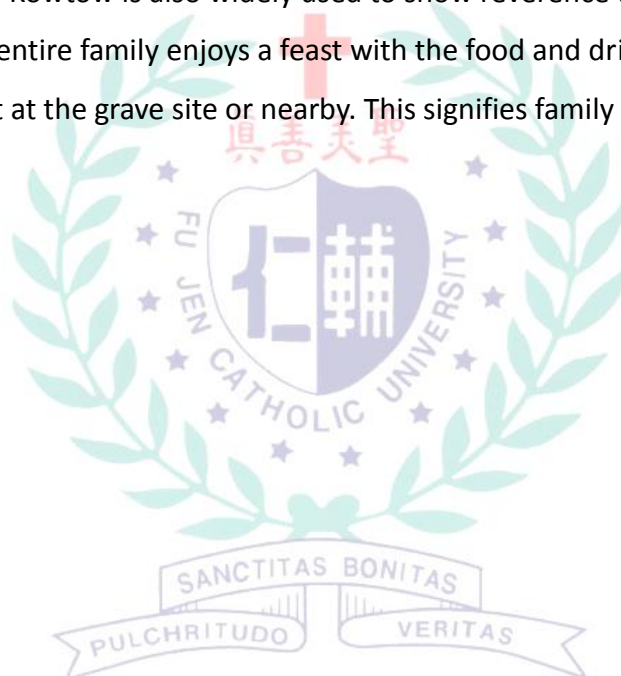 Kowtow is also widely used to show reverence
entire family enjoys a feast with the food and dri
t at the grave site or nearby. This signifies family
眞善美聖
FU JEN CATHOLIC UNIVERSITY
輔仁
SANCTITAS BONITAS
PULCHRITUDO VERITAS